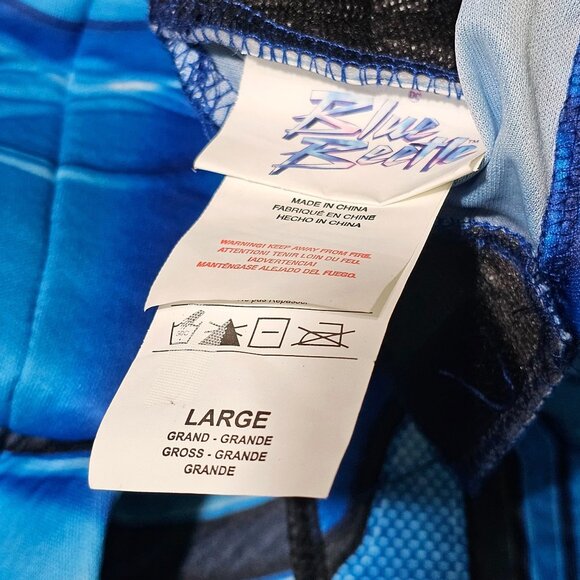 DC
Blue
Beetle
MADE IN CHINA
FABRIQUÉ EN CHINE
HECHO EN CHINA
WARNING! KEEP AWAY FROM FIRE.
ATTENTION! TENIR LOIN DU FEU.
¡ADVERTENCIA!
MANTÉNGASE ALEJADO DEL FUEGO.
LARGE
GRAND - GRANDE
GROSS - GRANDE
GRANDE